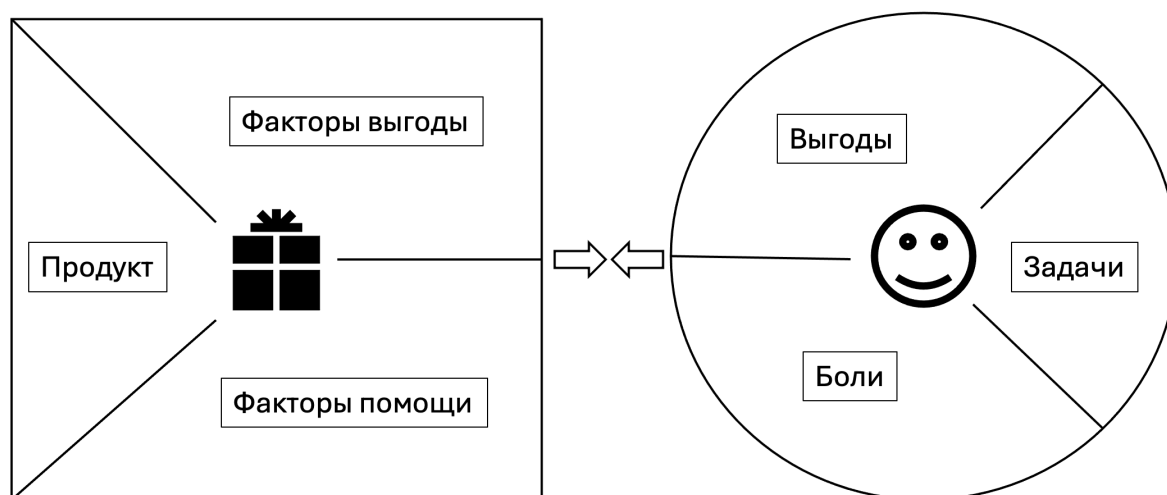 Факторы выгоды
Продукт
Факторы помощи
Выгоды
Задачи
Боли